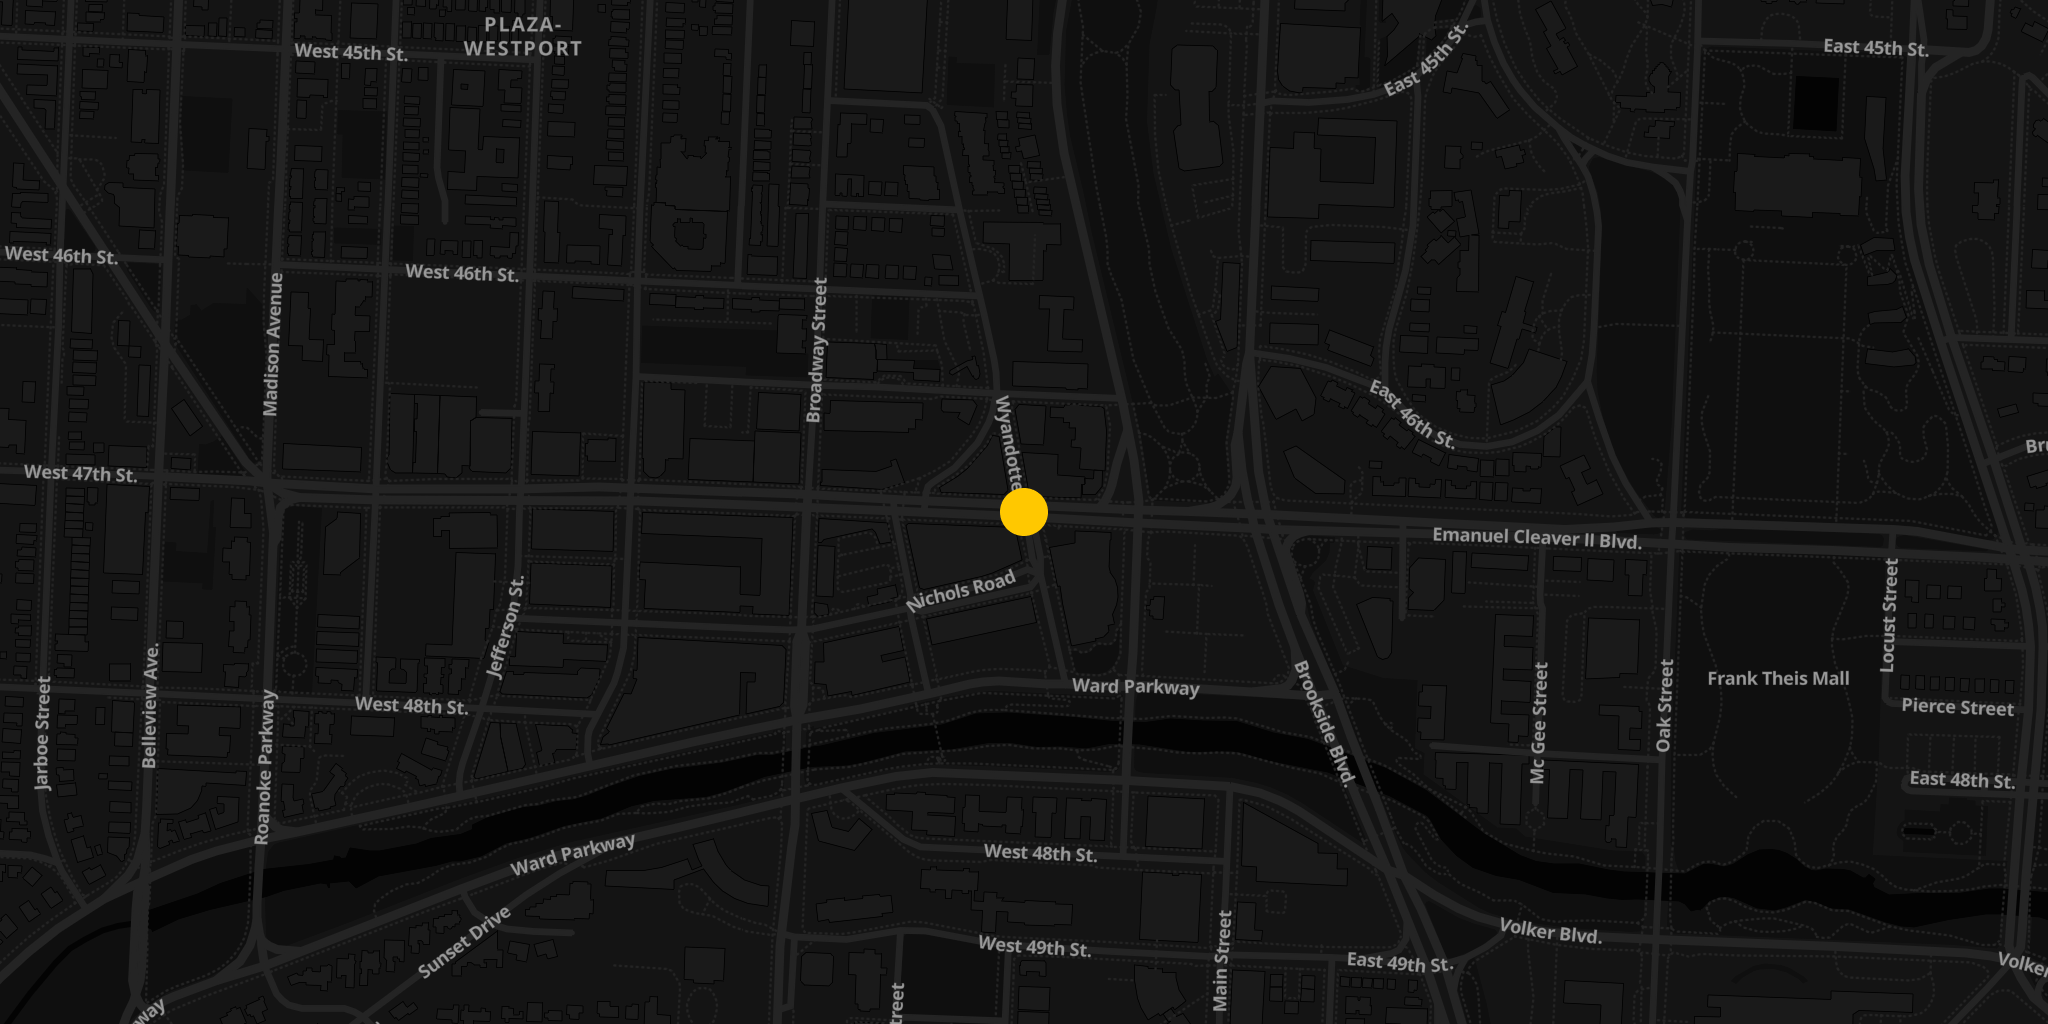 PLAZA-
WESTPORT
West 45th St.
East 45th St.
East 45th St.
West 46th St.
West 46th St.
Madison Avenue
Broadway Street
Wyandotte
East 46th St.
West 47th St.
Emanuel Cleaver II Blvd.
Nichols Road
Jefferson St.
Locust Street
Jarboe Street
Belleview Ave.
Roanoke Parkway
West 48th St.
Ward Parkway
Brookside Blvd.
Mc Gee Street
Oak Street
Frank Theis Mall
Pierce Street
East 48th St.
Ward Parkway
West 48th St.
Sunset Drive
West 49th St.
Main Street
East 49th St.
Volker Blvd.
Volker
way
treet